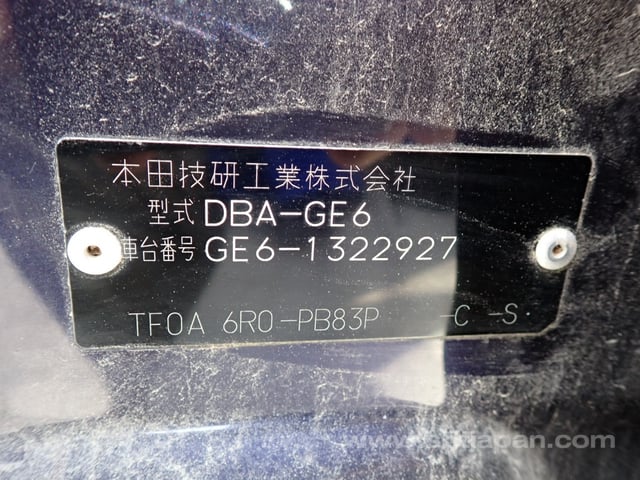 本田技研工業株式会社
型式 DBA-GE6
車台番号 GE6-1322927
TF0A 6R0-PB83P -C -S